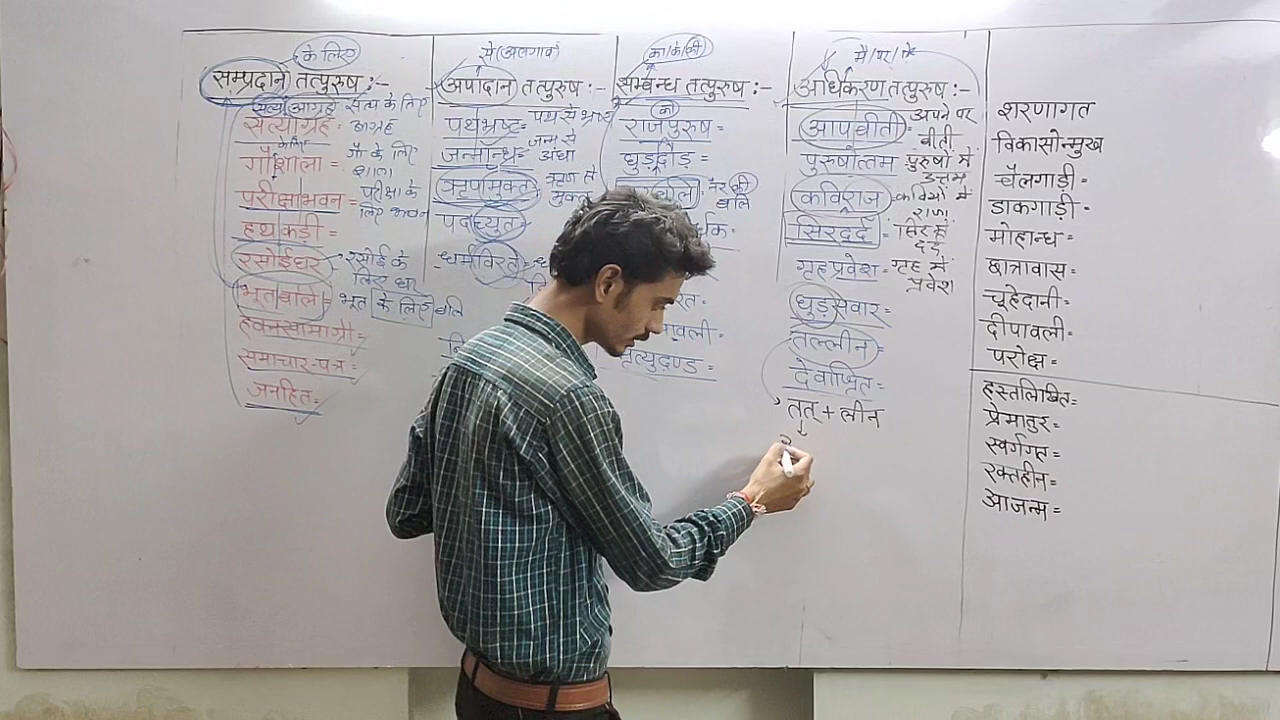 के लिए
सम्प्रदान तत्पुरुष :-
सत्य आग्रह
सत्याग्रह = सत्य के लिए
आग्रह
के लिए
गौशाला = गौ के लिए
शाला
परीक्षाभवन = परीक्षा के
लिए भवन
हथकड़ी =
रसोईघर = रसोई के
लिए घर
भूतबलि = भूत के लिए बलि
समाचार-पत्र =
जनहित =
से (अलगाव)
अपादान तत्पुरुष :-
पथभ्रष्ट = पथ से भ्रष्ट
जन्मान्ध = जन्म से
अंधा
ऋणमुक्त = ऋण से
मुक्त
पदच्युत =
धर्मविरत =
का/के/की
सम्बन्ध तत्पुरुष :-
का
राजपुरुष =
घुड़दौड़ =
की
बलि
मृत्युदण्ड =
में/पर/
अधिकरण तत्पुरुष :-
आपबीती = अपने पर
बीती
पुरुषोत्तम = पुरुषों में
उत्तम
कविराज = कवियों में
राजा
सिरदर्द = सिर में
दर्द
गृहप्रवेश = गृह में
प्रवेश
घुड़सवार =
तल्लीन =
देवाश्रित =
तत् + लीन
शरणागत
विकासोन्मुख
बैलगाड़ी =
डाकगाड़ी =
मोहान्ध =
छात्रावास =
चूहेदानी =
दीपावली =
परोक्ष =
हस्तलिखित =
प्रेमातुर =
स्वर्गगत =
रक्तहीन =
आजन्म =